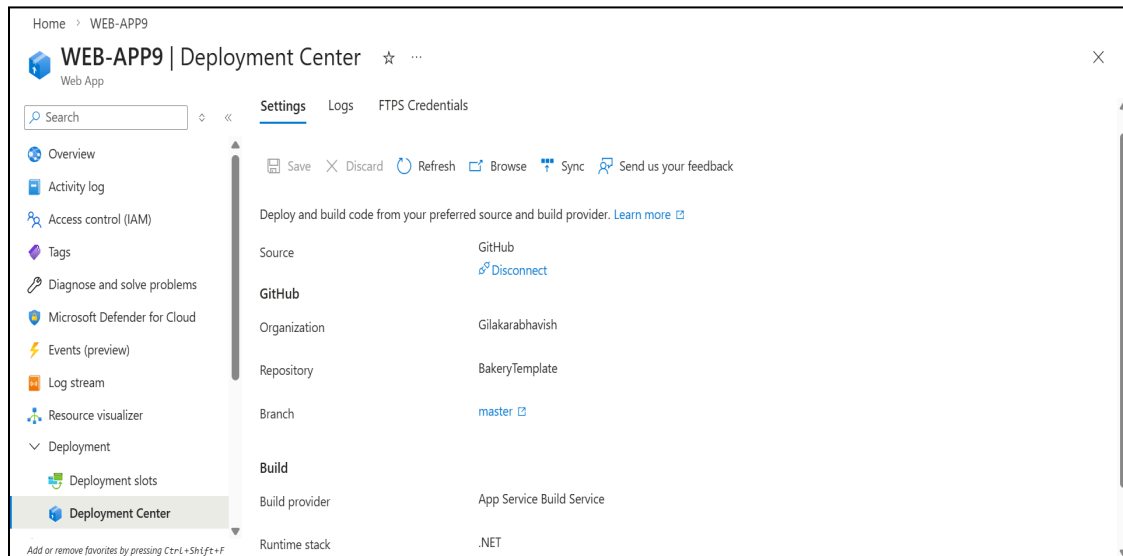 Home > WEB-APP9
WEB-APP9 | Deployment Center ☆ ···
Web App
Search
Overview
Activity log
Access control (IAM)
Tags
Diagnose and solve problems
Microsoft Defender for Cloud
Events (preview)
Log stream
Resource visualizer
Deployment
Deployment slots
Deployment Center
Add or remove favorites by pressing Ctrl+Shift+F
Settings Logs FTPS Credentials
Save Discard Refresh Browse Sync Send us your feedback
Deploy and build code from your preferred source and build provider. Learn more
Source GitHub
Disconnect
GitHub
Organization Gilakarabhavish
Repository BakeryTemplate
Branch master
Build
Build provider App Service Build Service
Runtime stack .NET